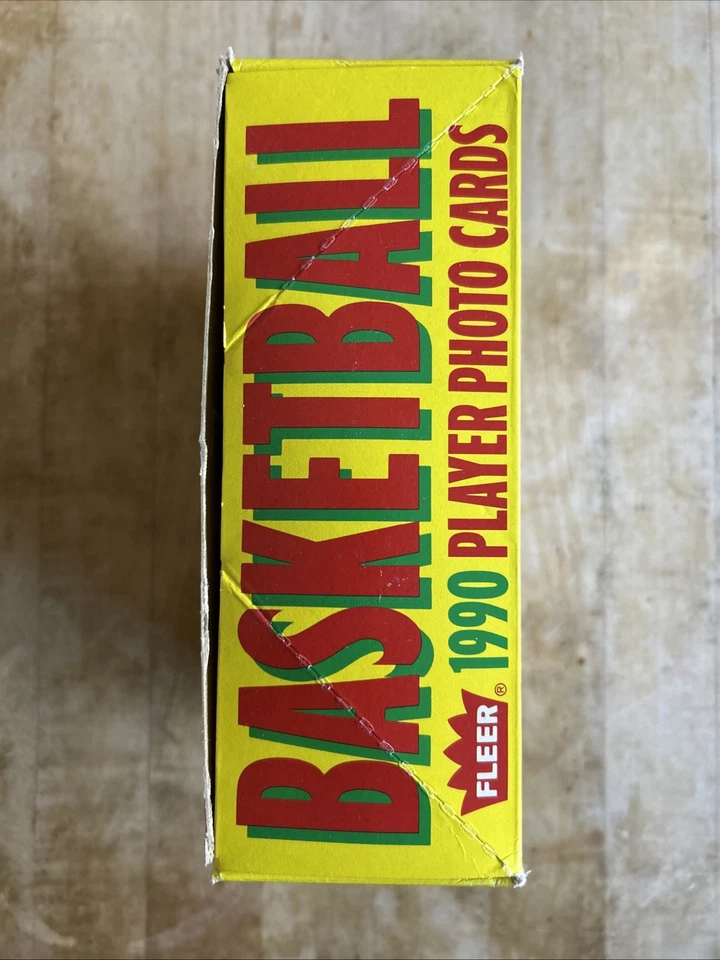 BASKETBALL
FLEER ® 1990 PLAYER PHOTO CARDS